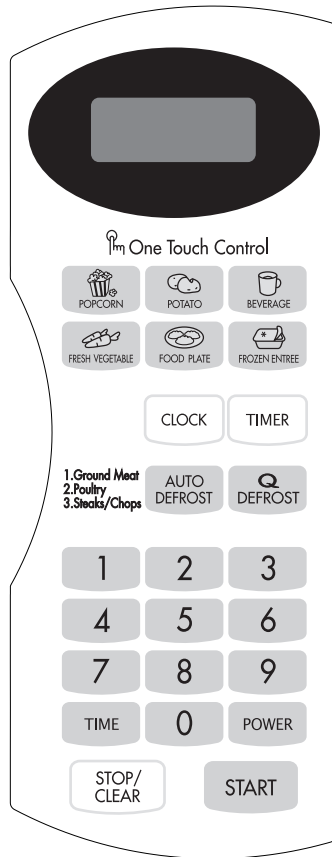 One Touch Control
POPCORN POTATO BEVERAGE
FRESH VEGETABLE FOOD PLATE FROZEN ENTREE
CLOCK TIMER
1.Ground Meat
2.Poultry
3.Steaks/Chops
AUTO
DEFROST
Q
DEFROST
1 2 3
4 5 6
7 8 9
TIME 0 POWER
STOP/
CLEAR
START